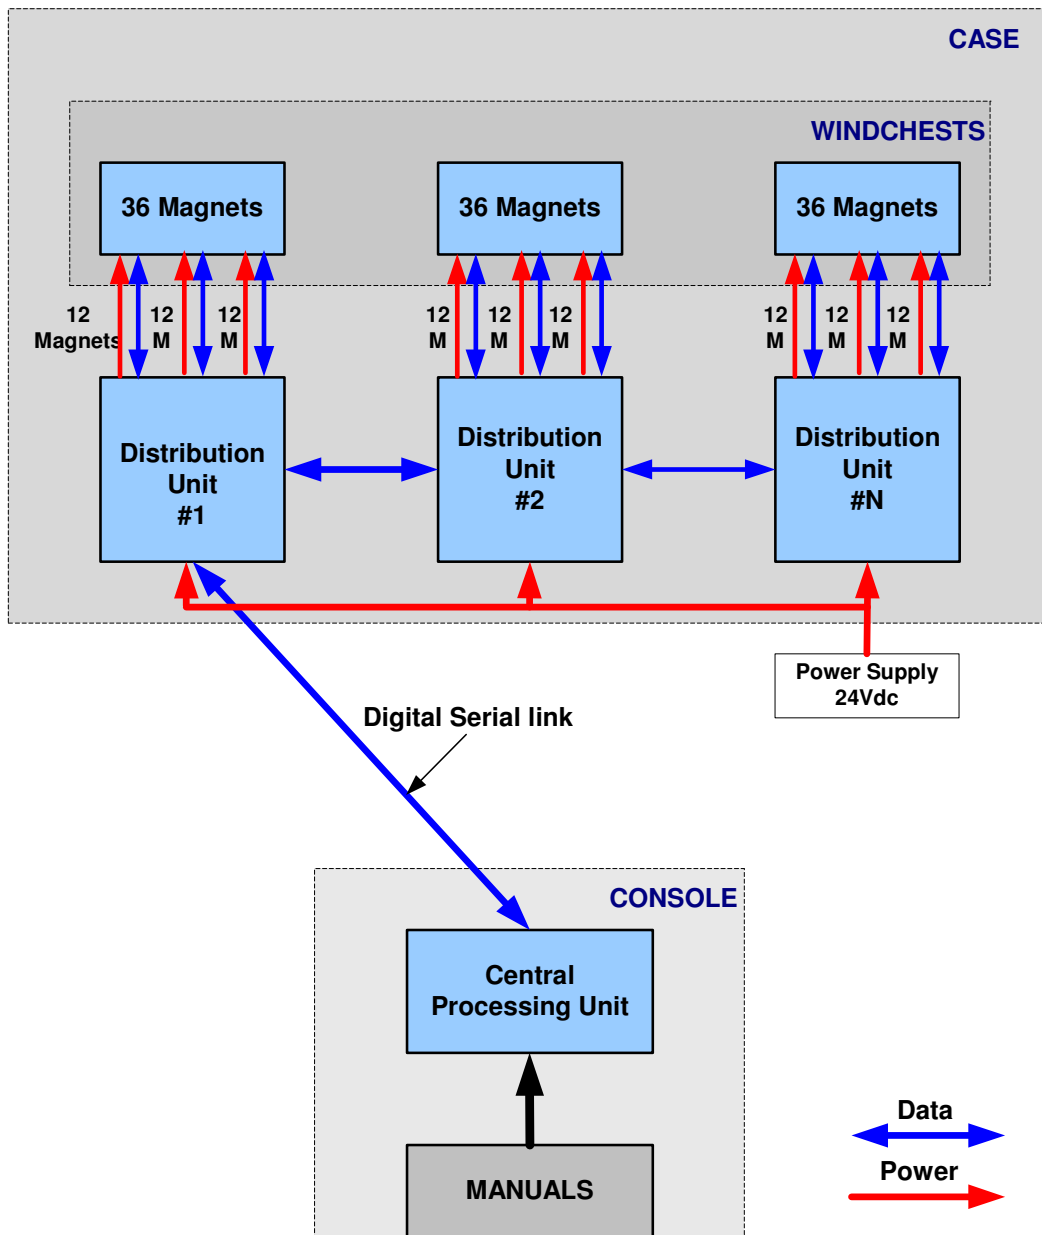 CASE
WINDCHESTS
36 Magnets
36 Magnets
36 Magnets
12
Magnets
12
M
12
M
12
M
12
M
12
M
12
M
12
M
12
M
Distribution
Unit
#1
Distribution
Unit
#2
Distribution
Unit
#N
Power Supply
24Vdc
Digital Serial link
CONSOLE
Central
Processing Unit
MANUALS
Data
Power